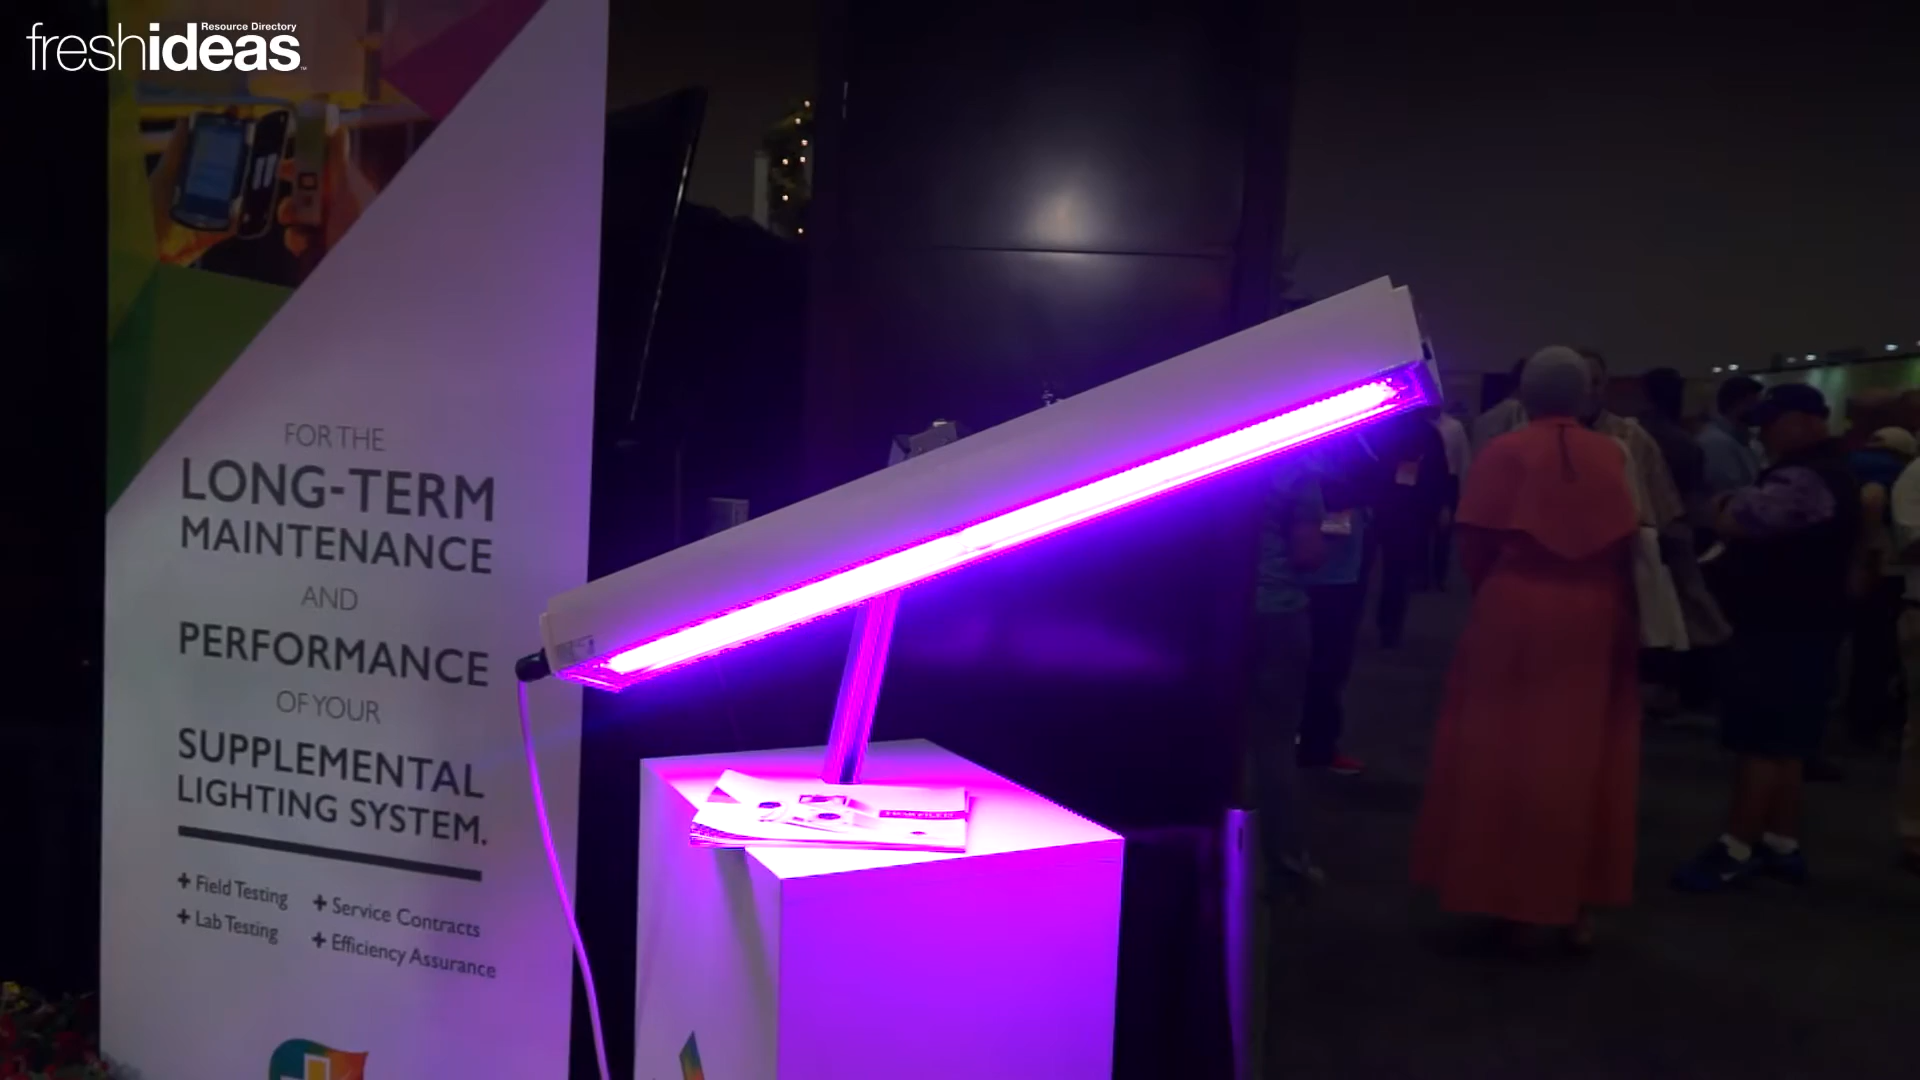 Resource Directory
freshideas
FOR THE
LONG-TERM
MAINTENANCE
AND
PERFORMANCE
OF YOUR
SUPPLEMENTAL
LIGHTING SYSTEM.
+ Field Testing
+ Service Contracts
+ Lab Testing
+ Efficiency Assurance